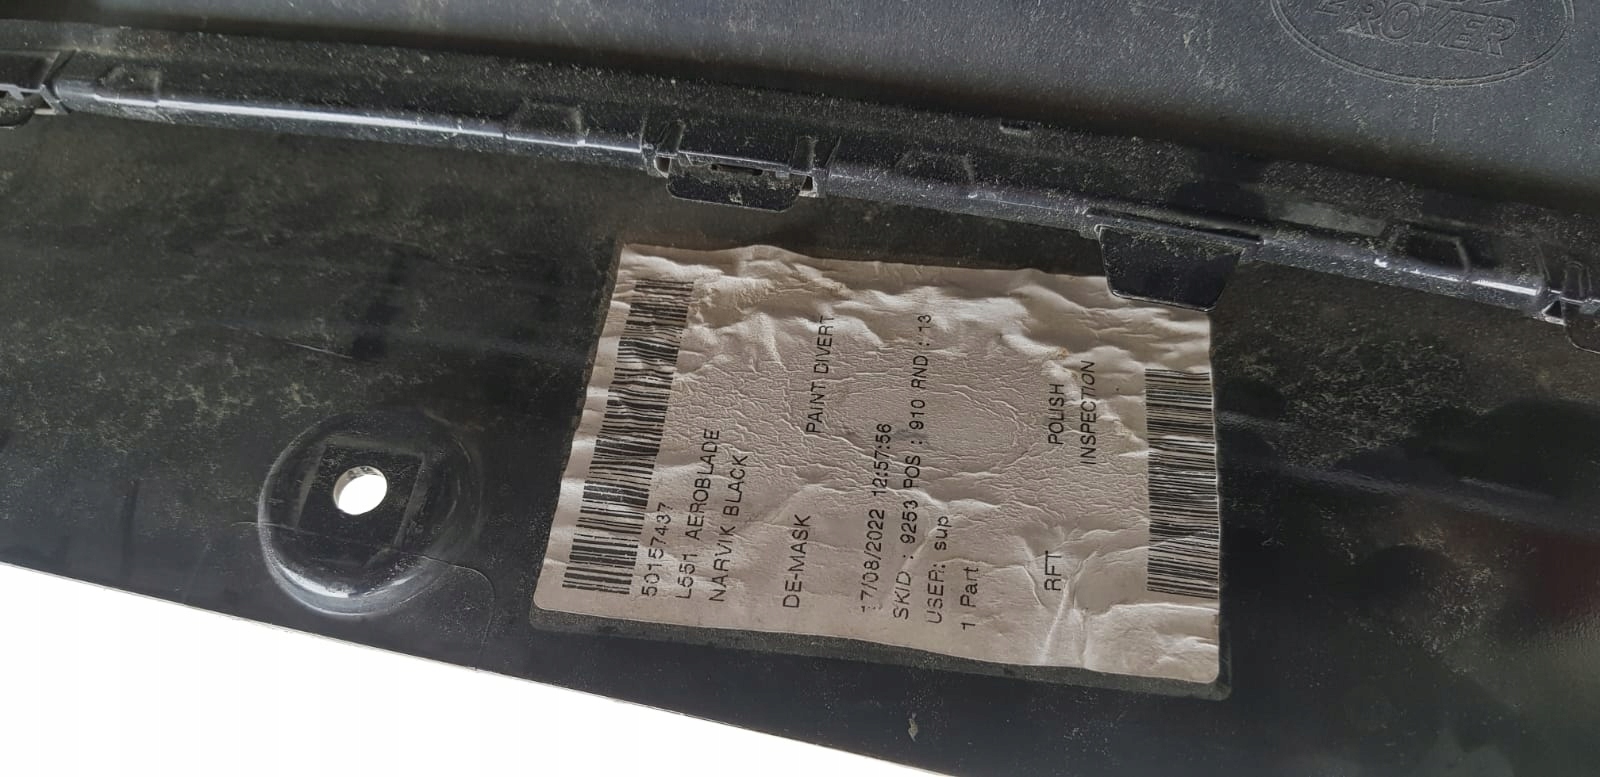 ROVER
50157437
L551 AEROBLADE
NARVIK BLACK
DE-MASK PAINT DIVERT
17/08/2022 12:57:56
SKID : 9253 POS : 910 RND : 13
USER: sup
1 Part
RFT POLISH
INSPECTION